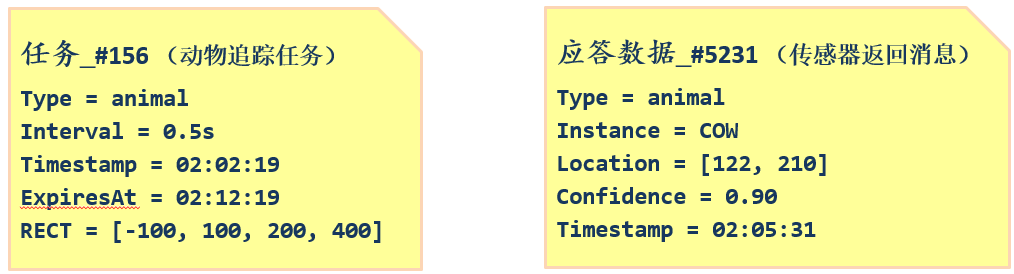 任务_#156 （动物追踪任务）
Type = animal
Interval = 0.5s
Timestamp = 02:02:19
ExpiresAt = 02:12:19
RECT = [-100, 100, 200, 400]
应答数据_#5231 （传感器返回消息）
Type = animal
Instance = COW
Location = [122, 210]
Confidence = 0.90
Timestamp = 02:05:31